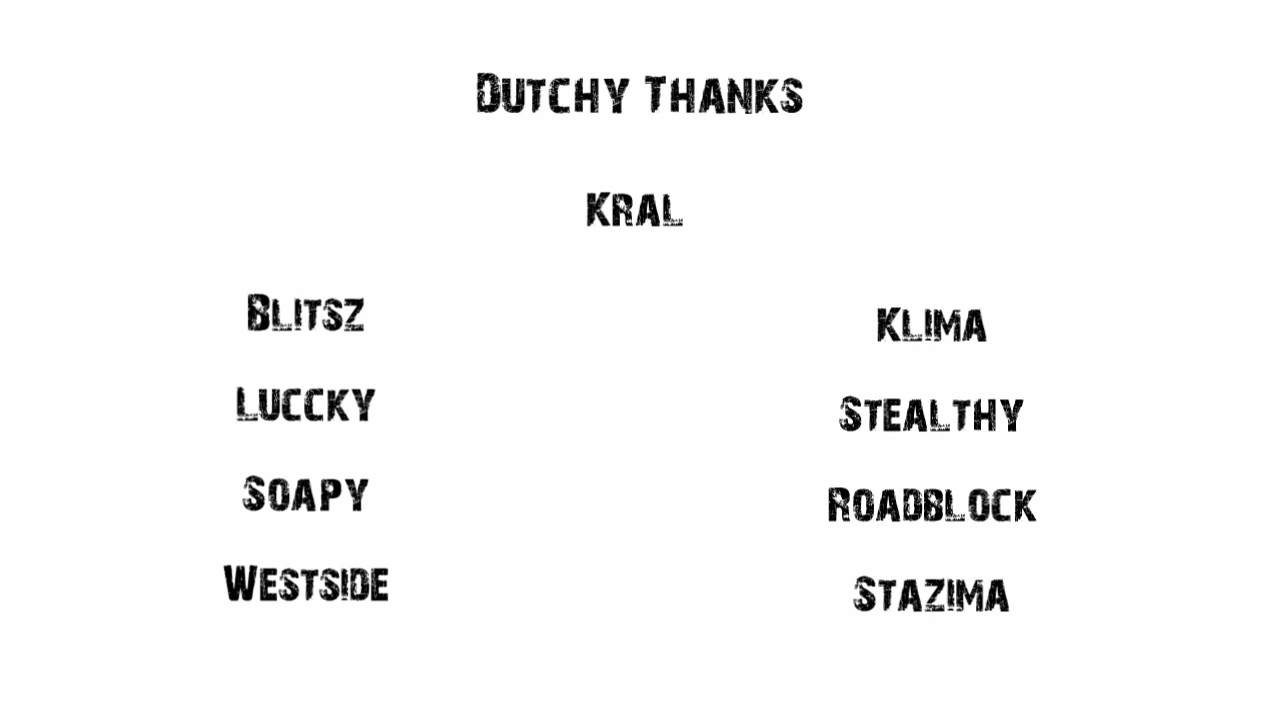 Dutchy Thanks
Kral
Blitsz
Luccky
Soapy
Westside
Klima
Stealthy
Roadblock
Stazima